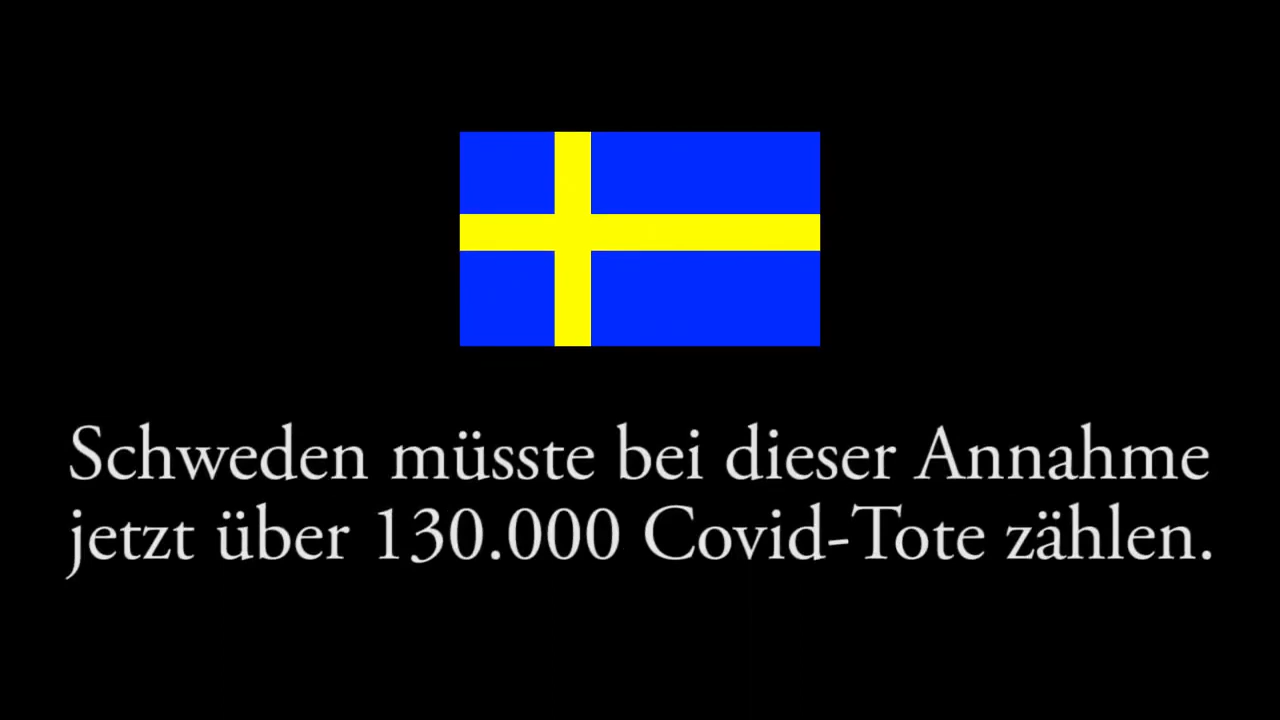 Schweden müsste bei dieser Annahme
jetzt über 130.000 Covid-Tote zählen.